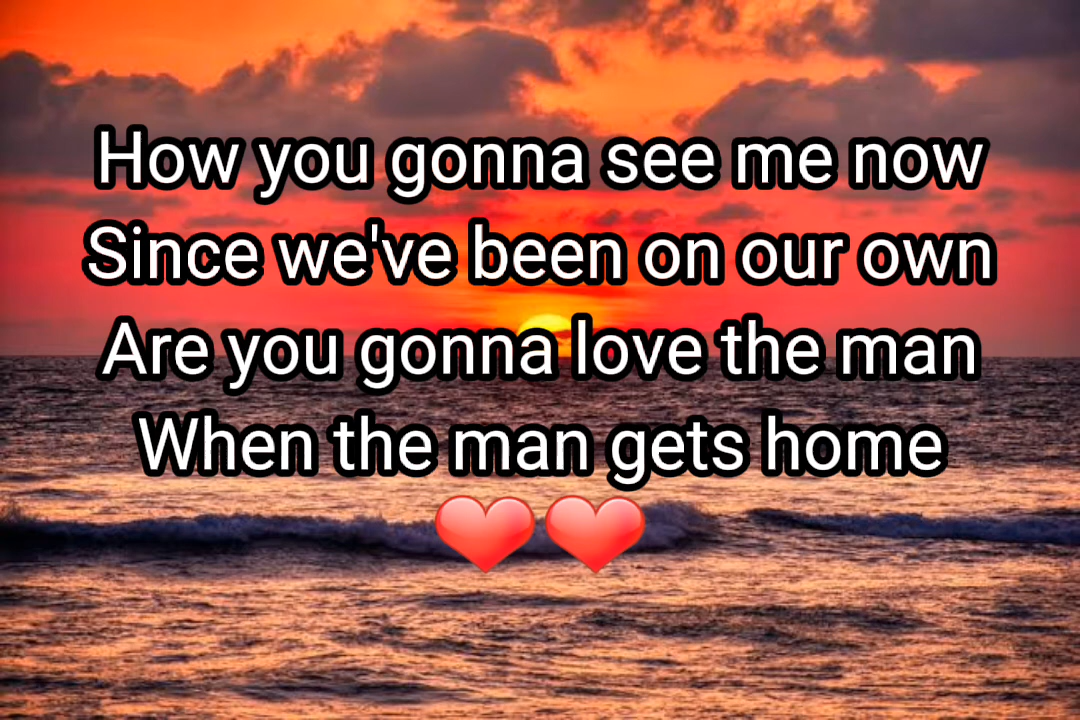 How you gonna see me now
Since we've been on our own
Are you gonna love the man
When the man gets home
❤❤